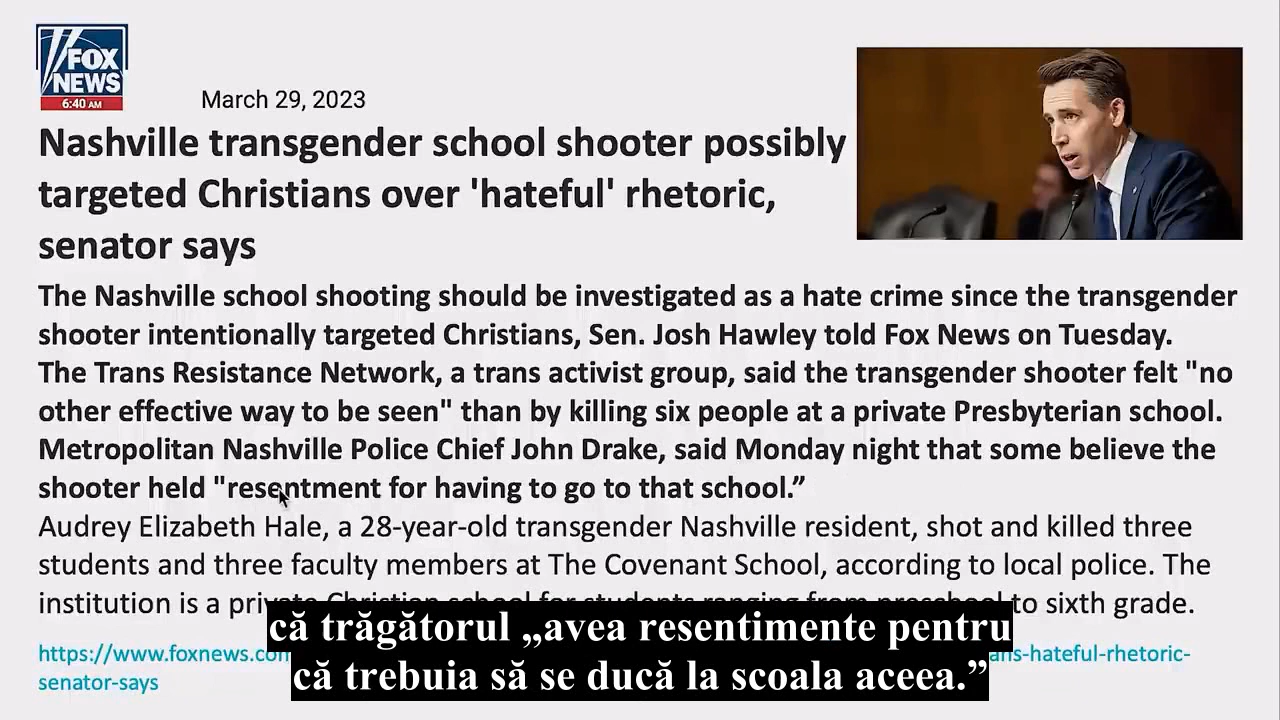 FOX
NEWS
6:40 AM
March 29, 2023
Nashville transgender school shooter possibly
targeted Christians over 'hateful' rhetoric,
senator says
The Nashville school shooting should be investigated as a hate crime since the transgender
shooter intentionally targeted Christians, Sen. Josh Hawley told Fox News on Tuesday.
The Trans Resistance Network, a trans activist group, said the transgender shooter felt "no
other effective way to be seen" than by killing six people at a private Presbyterian school.
Metropolitan Nashville Police Chief John Drake, said Monday night that some believe the
shooter held "resentment for having to go to that school.”
Audrey Elizabeth Hale, a 28-year-old transgender Nashville resident, shot and killed three
students and three faculty members at The Covenant School, according to local police. The
institution is a private Christian school for students ranging from preschool to sixth grade.
că trăgătorul „avea resentimente pentru
https://www.foxnews.com ans-hateful-rhetoric-
că trebuia să se ducă la scoala aceea.”
senator-says